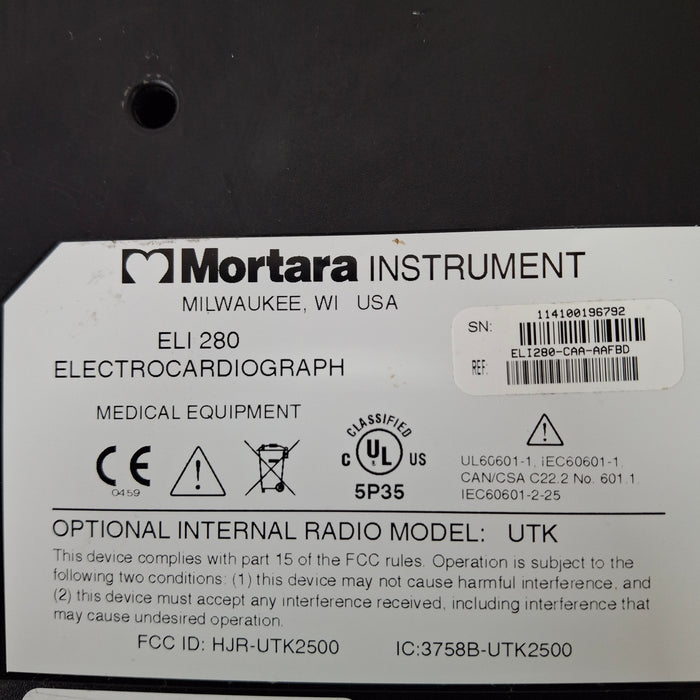 Mortara INSTRUMENT
MILWAUKEE, WI USA
ELI 280
ELECTROCARDIOGRAPH
SN: 114100196792
REF: ELI280-CAA-AAFBD
MEDICAL EQUIPMENT
CE
0459
CLASSIFIED
C UL US
5P35
UL60601-1, IEC60601-1
CAN/CSA C22.2 No. 601.1
IEC60601-2-25
OPTIONAL INTERNAL RADIO MODEL: UTK
This device complies with part 15 of the FCC rules. Operation is subject to the
following two conditions: (1) this device may not cause harmful interference, and
(2) this device must accept any interference received, including interference that
may cause undesired operation.
FCC ID: HJR-UTK2500 IC:3758B-UTK2500